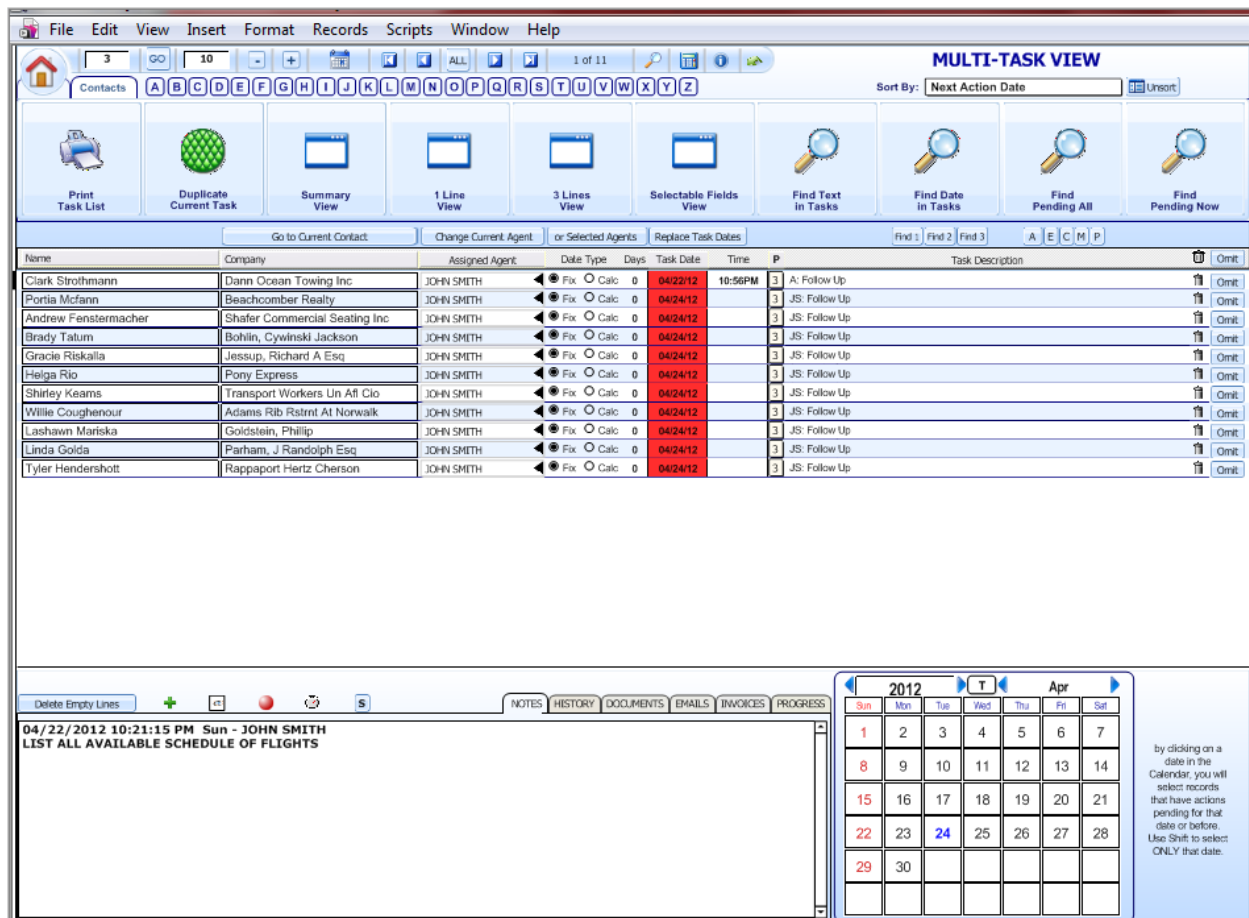 File Edit View Insert Format Records Scripts Window Help
3 GO 10 - + ALL 1 of 11 MULTI-TASK VIEW
Contacts A B C D E F G H I J K L M N O P Q R S T U V W X Y Z Sort By: Next Action Date Unsort
Print Duplicate Summary 1 Line 3 Lines Selectable Fields Find Text Find Date Find Find
Task List Current Task View View View View in Tasks in Tasks Pending All Pending Now
Go to Current Contact Change Current Agent or Selected Agents Replace Task Dates Find 1 Find 2 Find 3 A E C M P
Name Company Assigned Agent Date Type Days Task Date Time P Task Description Omit
Clark Strothmann Dann Ocean Towing Inc JOHN SMITH Fix Calc 0 04/22/12 10:56PM 3 A: Follow Up Omit
Portia Mcfann Beachcomber Realty JOHN SMITH Fix Calc 0 04/24/12 3 JS: Follow Up Omit
Andrew Fenstermacher Shafer Commercial Seating Inc JOHN SMITH Fix Calc 0 04/24/12 3 JS: Follow Up Omit
Brady Tatum Bohlin, Cywinski Jackson JOHN SMITH Fix Calc 0 04/24/12 3 JS: Follow Up Omit
Gracie Riskalla Jessup, Richard A Esq JOHN SMITH Fix Calc 0 04/24/12 3 JS: Follow Up Omit
Helga Rio Pony Express JOHN SMITH Fix Calc 0 04/24/12 3 JS: Follow Up Omit
Shirley Keams Transport Workers Un Afl Cio JOHN SMITH Fix Calc 0 04/24/12 3 JS: Follow Up Omit
Willie Coughenour Adams Rib Rstrnt At Norwalk JOHN SMITH Fix Calc 0 04/24/12 3 JS: Follow Up Omit
Lashawn Mariska Goldstein, Phillip JOHN SMITH Fix Calc 0 04/24/12 3 JS: Follow Up Omit
Linda Golda Parham, J Randolph Esq JOHN SMITH Fix Calc 0 04/24/12 3 JS: Follow Up Omit
Tyler Hendershott Rappaport Hertz Cherson JOHN SMITH Fix Calc 0 04/24/12 3 JS: Follow Up Omit
Delete Empty Lines S NOTES HISTORY DOCUMENTS EMAILS INVOICES PROGRESS
04/22/2012 10:21:15 PM Sun - JOHN SMITH
LIST ALL AVAILABLE SCHEDULE OF FLIGHTS
2012 T Apr
Sun Mon Tue Wed Thu Fri Sat
1 2 3 4 5 6 7
8 9 10 11 12 13 14
15 16 17 18 19 20 21
22 23 24 25 26 27 28
29 30
by clicking on a
date in the
Calendar, you will
select records
that have actions
pending for that
date or before.
Use Shift to select
ONLY that date.